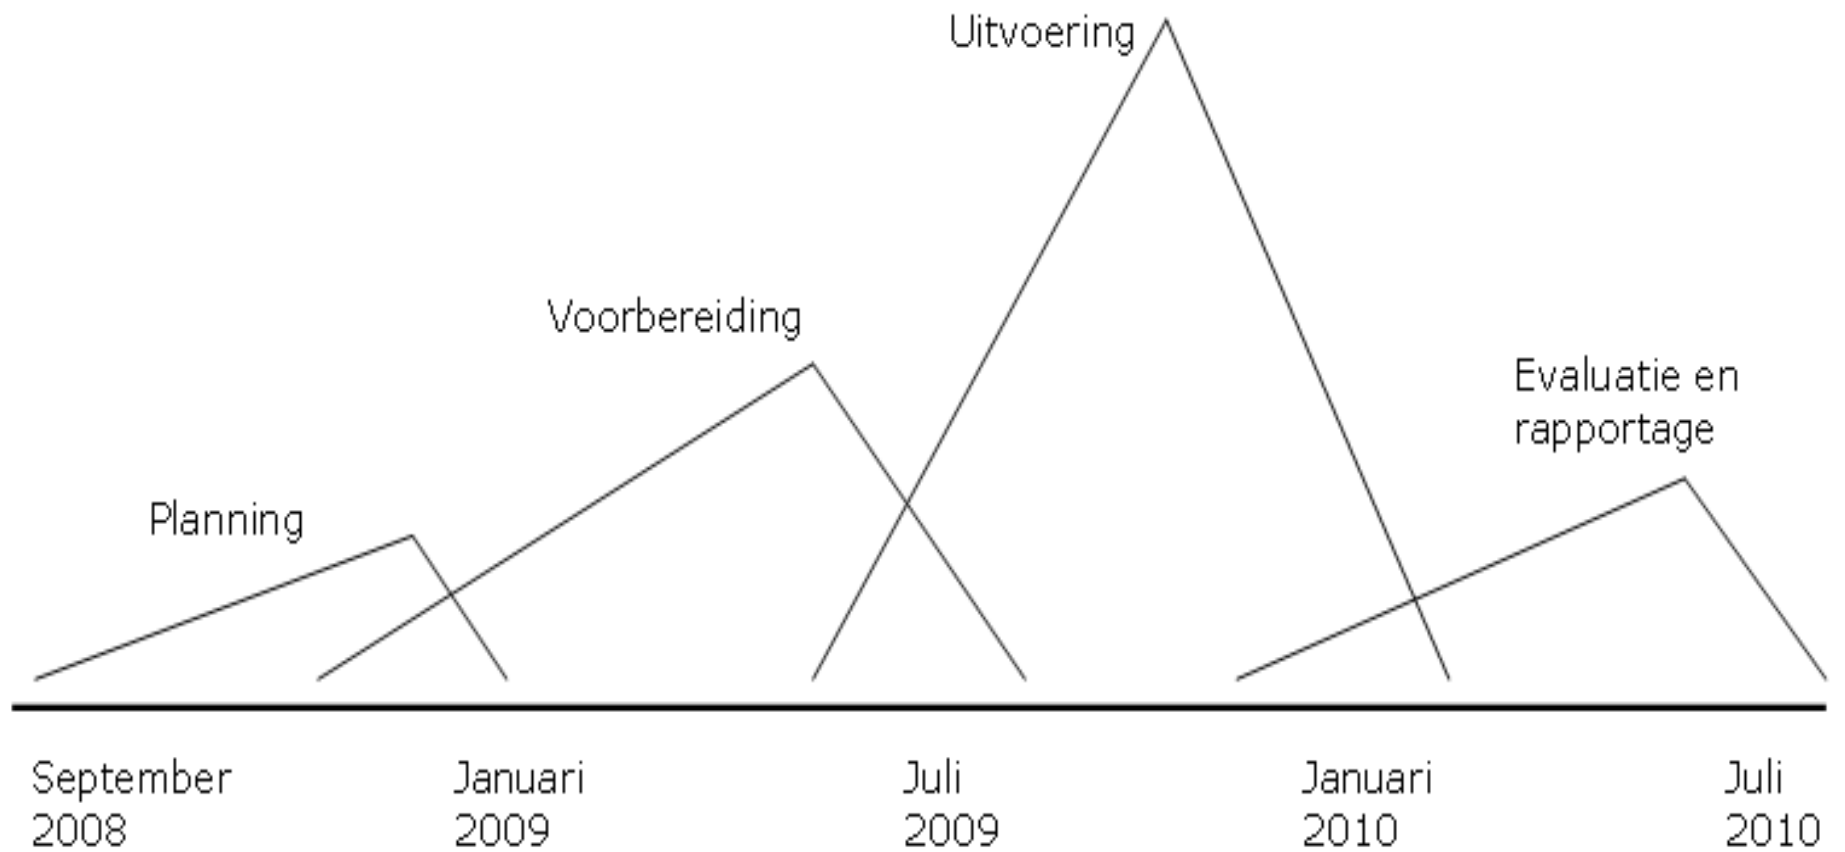 Uitvoering
Voorbereiding
Evaluatie en
rapportage
Planning
September
2008
Januari
2009
Juli
2009
Januari
2010
Juli
2010